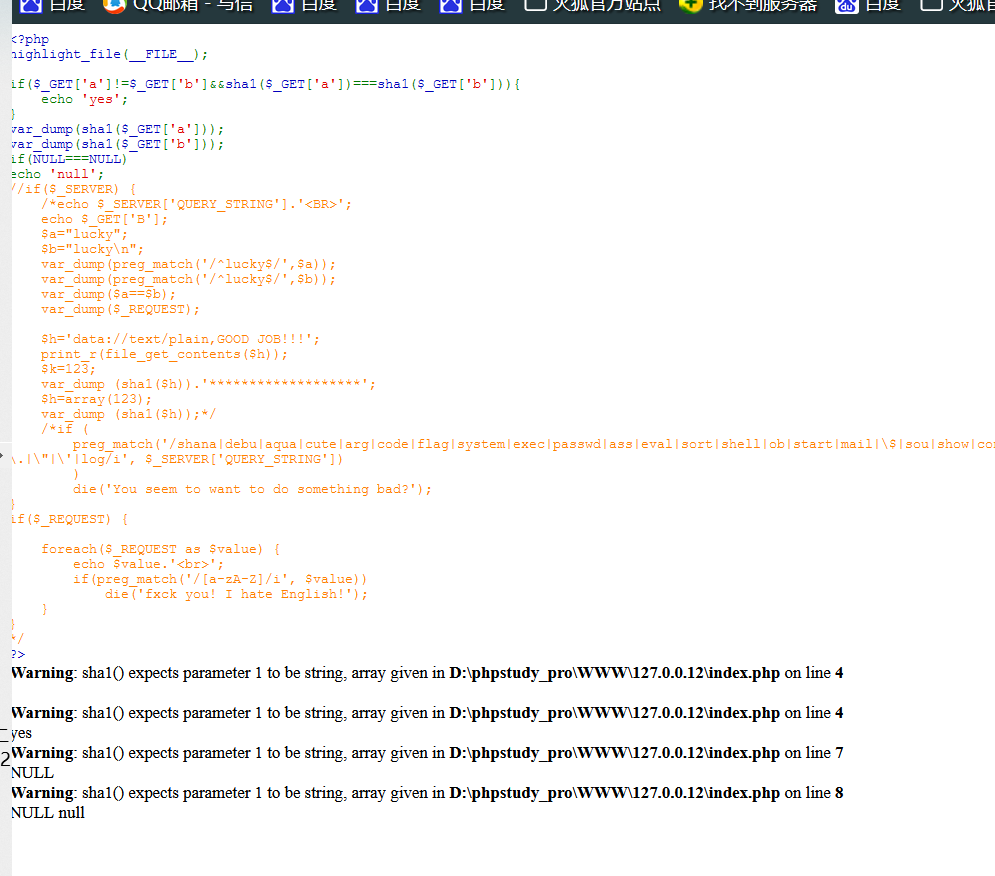 百度 QQ邮箱 - 与信 百度 百度 百度 火狐官方站点 找不到服务器 百度 火狐官
<?php
highlight_file(__FILE__);
if($_GET['a']!=$_GET['b']&&sha1($_GET['a'])===sha1($_GET['b'])){
echo 'yes';
}
var_dump(sha1($_GET['a']));
var_dump(sha1($_GET['b']));
if(NULL===NULL)
echo 'null';
//if($_SERVER) {
/*echo $_SERVER['QUERY_STRING'].'<BR>';
echo $_GET['B'];
$a="lucky";
$b="lucky\n";
var_dump(preg_match('/^lucky$/',$a));
var_dump(preg_match('/^lucky$/',$b));
var_dump($a==$b);
var_dump($_REQUEST);
$h='data://text/plain,GOOD JOB!!!';
print_r(file_get_contents($h));
$k=123;
var_dump (sha1($h)).'*******************';
$h=array(123);
var_dump (sha1($h));*/
/*if (
preg_match('/shana|debu|aqua|cute|arg|code|flag|system|exec|passwd|ass|eval|sort|shell|ob|start|mail|\$|sou|show|con
\.|\"|\'|log/i', $_SERVER['QUERY_STRING'])
)
die('You seem to want to do something bad?');
}
if($_REQUEST) {
foreach($_REQUEST as $value) {
echo $value.'<br>';
if(preg_match('/[a-zA-Z]/i', $value))
die('fxck you! I hate English!');
}
}
*/
?>
Warning: sha1() expects parameter 1 to be string, array given in D:\phpstudy_pro\WWW\127.0.0.12\index.php on line 4
Warning: sha1() expects parameter 1 to be string, array given in D:\phpstudy_pro\WWW\127.0.0.12\index.php on line 4
yes
Warning: sha1() expects parameter 1 to be string, array given in D:\phpstudy_pro\WWW\127.0.0.12\index.php on line 7
2
NULL
Warning: sha1() expects parameter 1 to be string, array given in D:\phpstudy_pro\WWW\127.0.0.12\index.php on line 8
NULL null